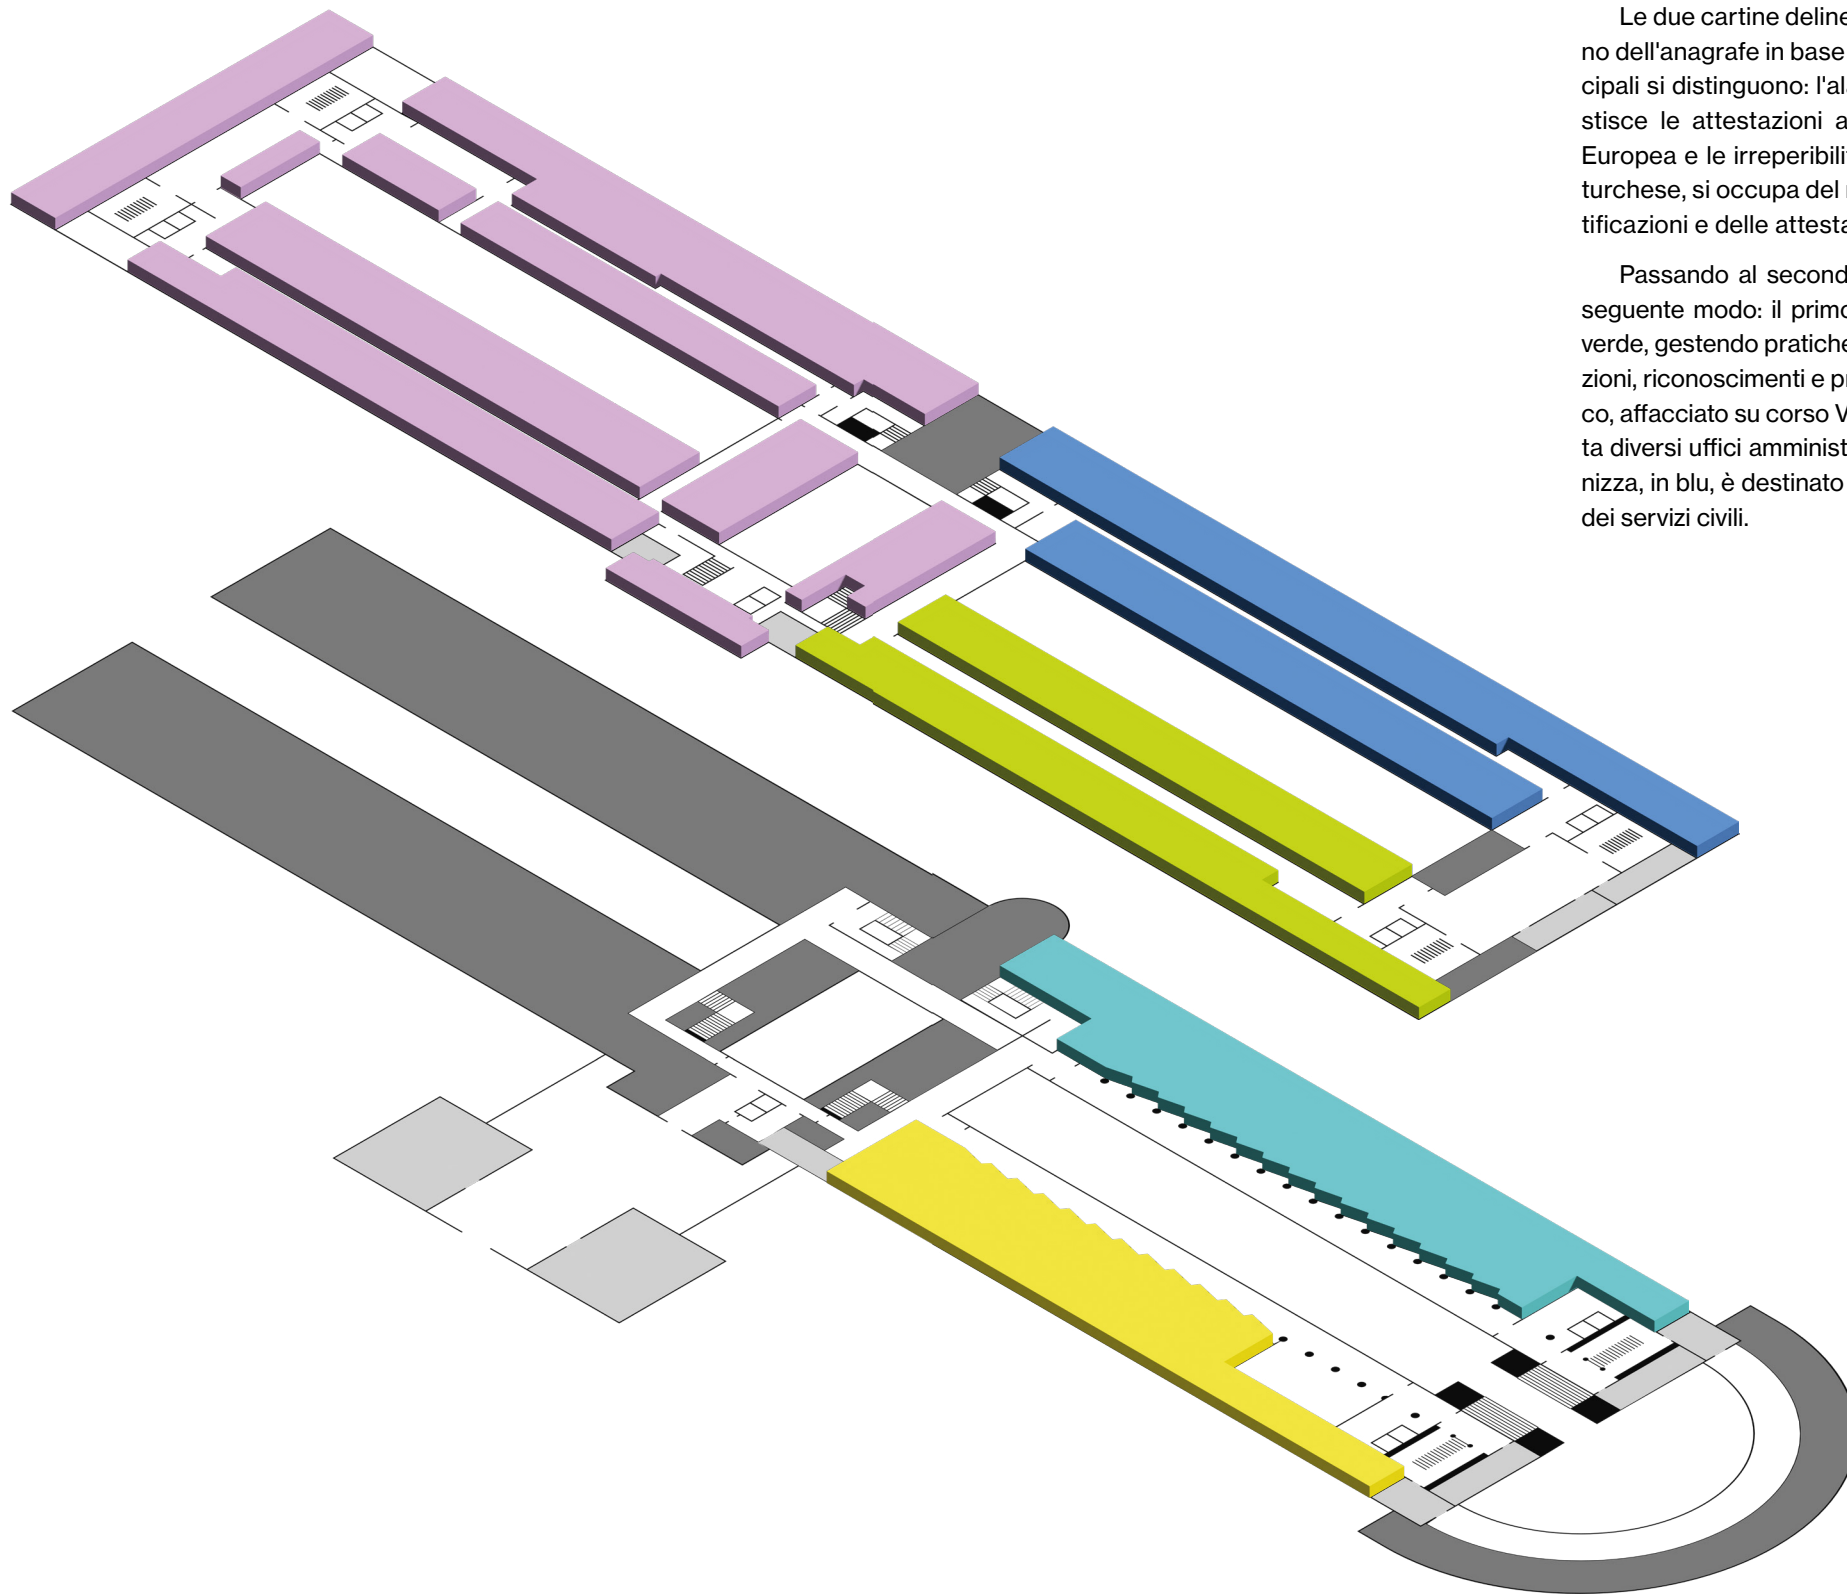 Le due cartine deline
no dell'anagrafe in base
cipali si distinguono: l'al
stisce le attestazioni a
Europea e le irreperibili
turchese, si occupa del
tificazioni e delle attesta
Passando al second
seguente modo: il primo
verde, gestendo pratiche
zioni, riconoscimenti e p
co, affacciato su corso V
ta diversi uffici amminist
nizza, in blu, è destinato
dei servizi civili.